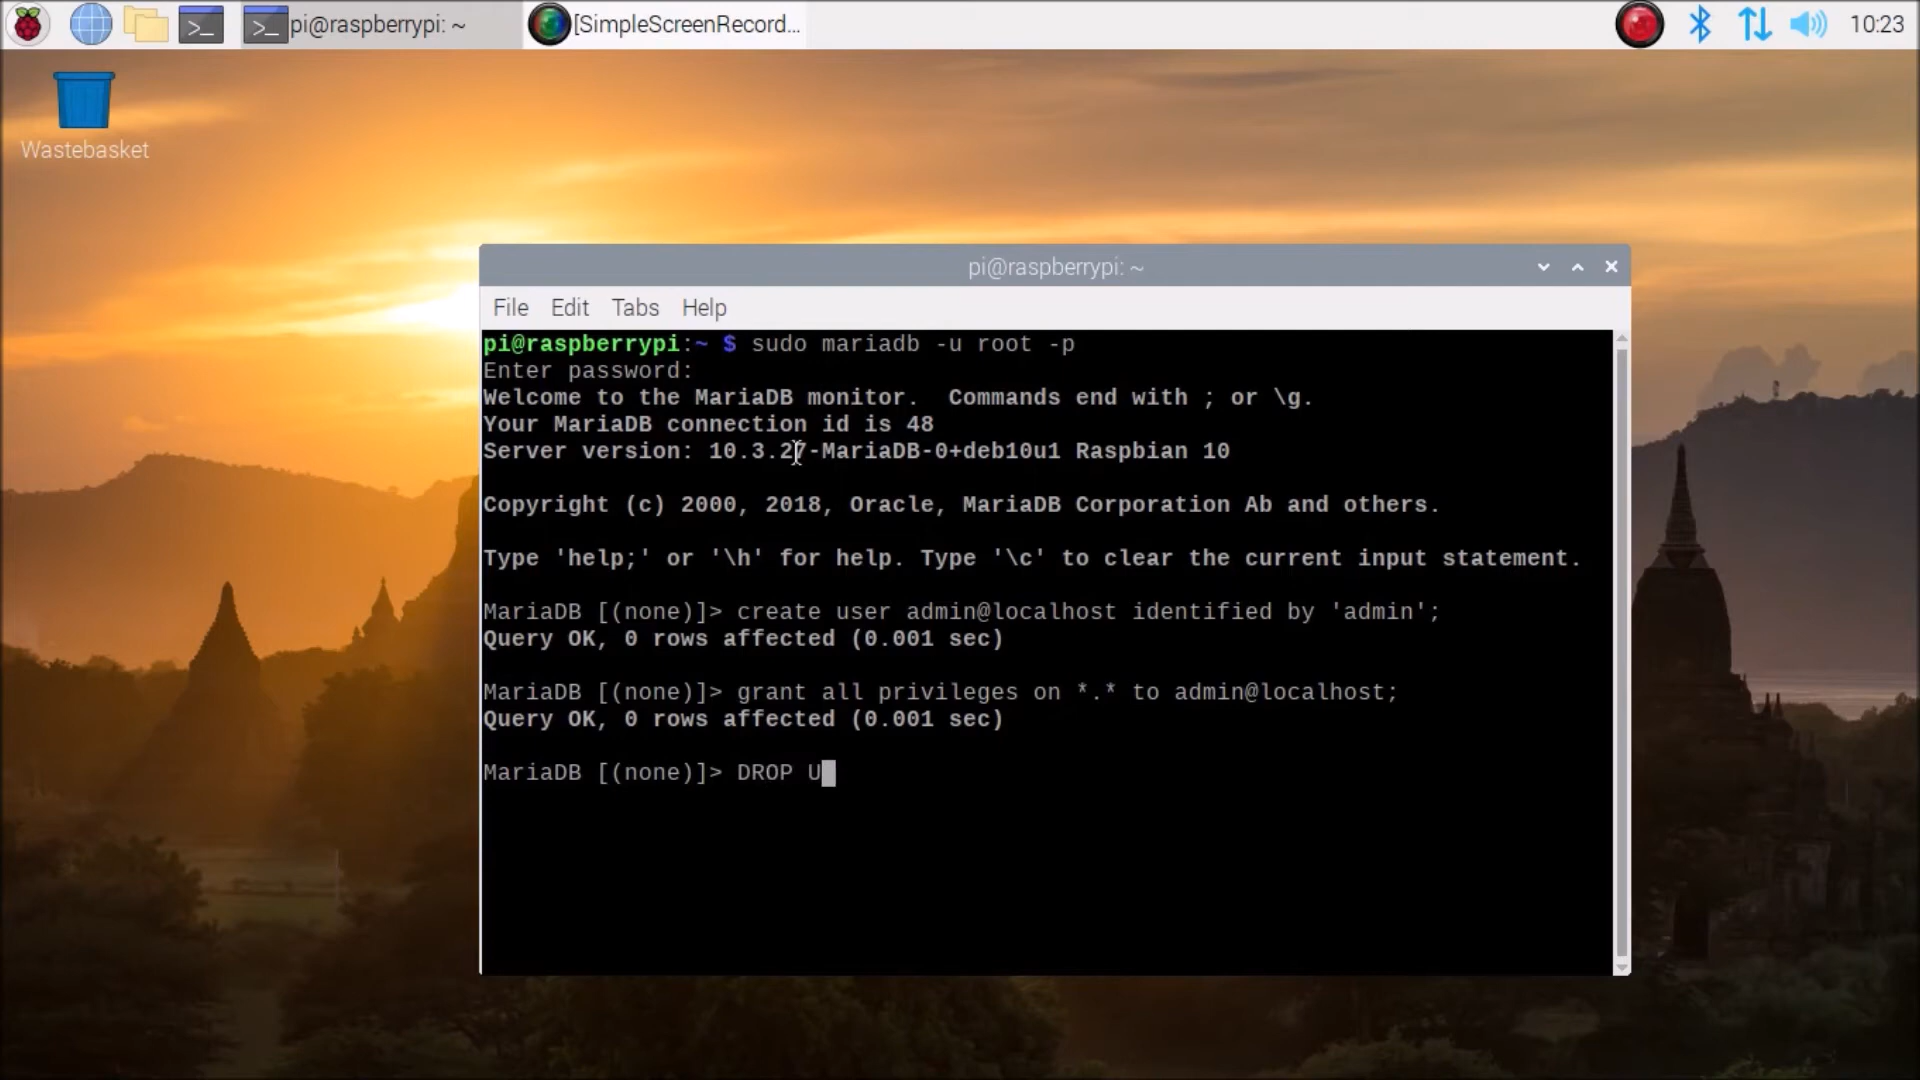 pi@raspberrypi: ~
[SimpleScreenRecord...
10:23
Wastebasket
pi@raspberrypi: ~
File Edit Tabs Help
pi@raspberrypi:~ $ sudo mariadb -u root -p
Enter password:
Welcome to the MariaDB monitor.  Commands end with ; or \g.
Your MariaDB connection id is 48
Server version: 10.3.27-MariaDB-0+deb10u1 Raspbian 10
Copyright (c) 2000, 2018, Oracle, MariaDB Corporation Ab and others.
Type 'help;' or '\h' for help. Type '\c' to clear the current input statement.
MariaDB [(none)]> create user admin@localhost identified by 'admin';
Query OK, 0 rows affected (0.001 sec)
MariaDB [(none)]> grant all privileges on *.* to admin@localhost;
Query OK, 0 rows affected (0.001 sec)
MariaDB [(none)]> DROP U